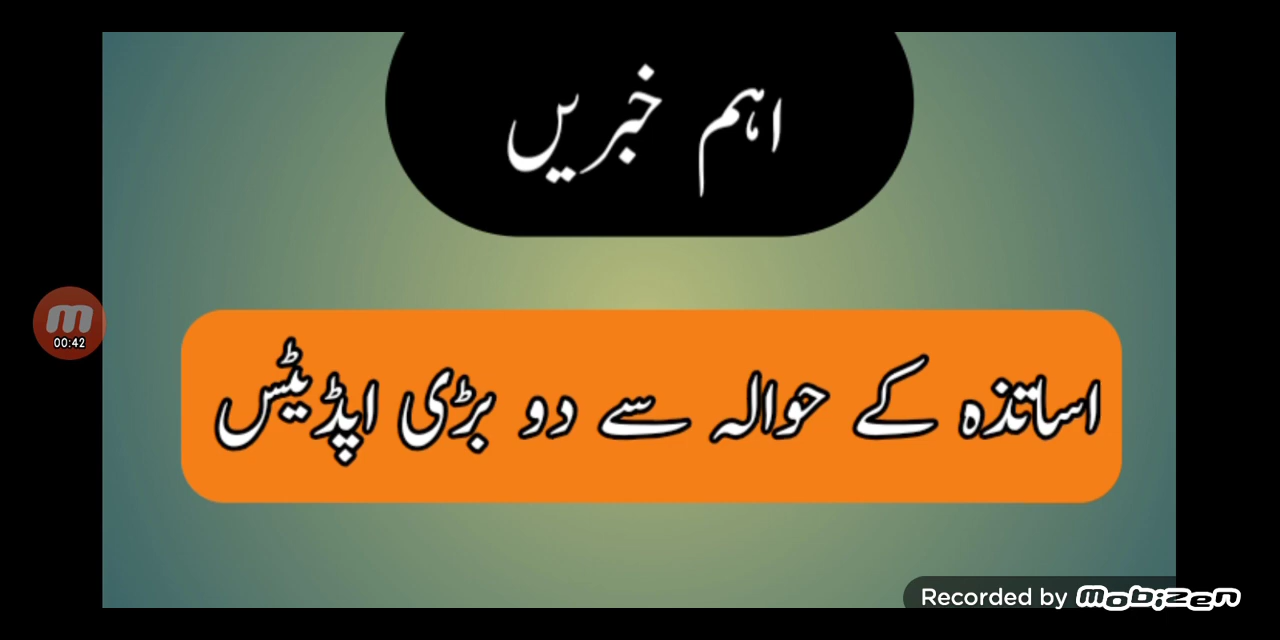 اہم خبریں
اساتذہ کے حوالہ سے دو بڑی اپڈیٹس
m
00:42
Recorded by mobizen